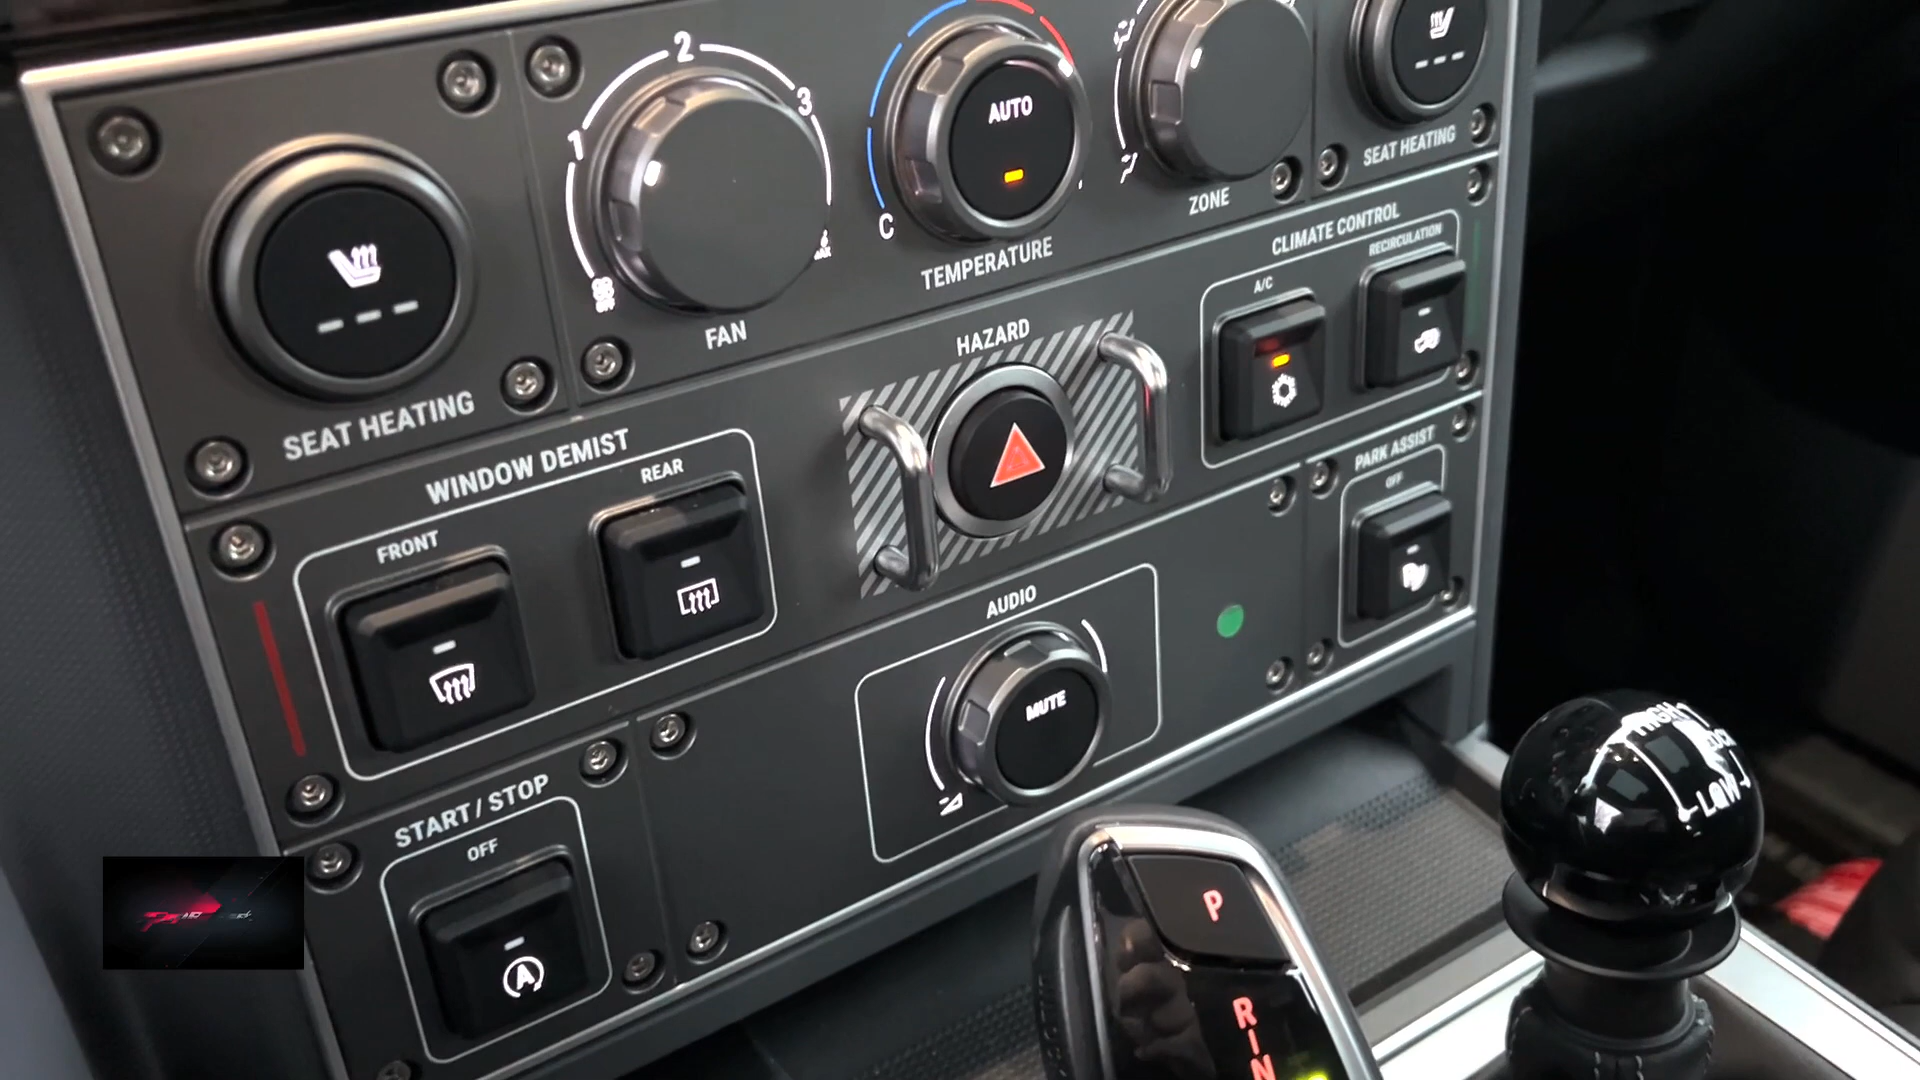 2
1
3
AUTO
C
TEMPERATURE
FAN
ZONE
SEAT HEATING
SEAT HEATING
CLIMATE CONTROL
A/C
RECIRCULATION
HAZARD
WINDOW DEMIST
FRONT
REAR
PARK ASSIST
OFF
AUDIO
MUTE
START / STOP
OFF
A
P
R
N
HIGH
LOW